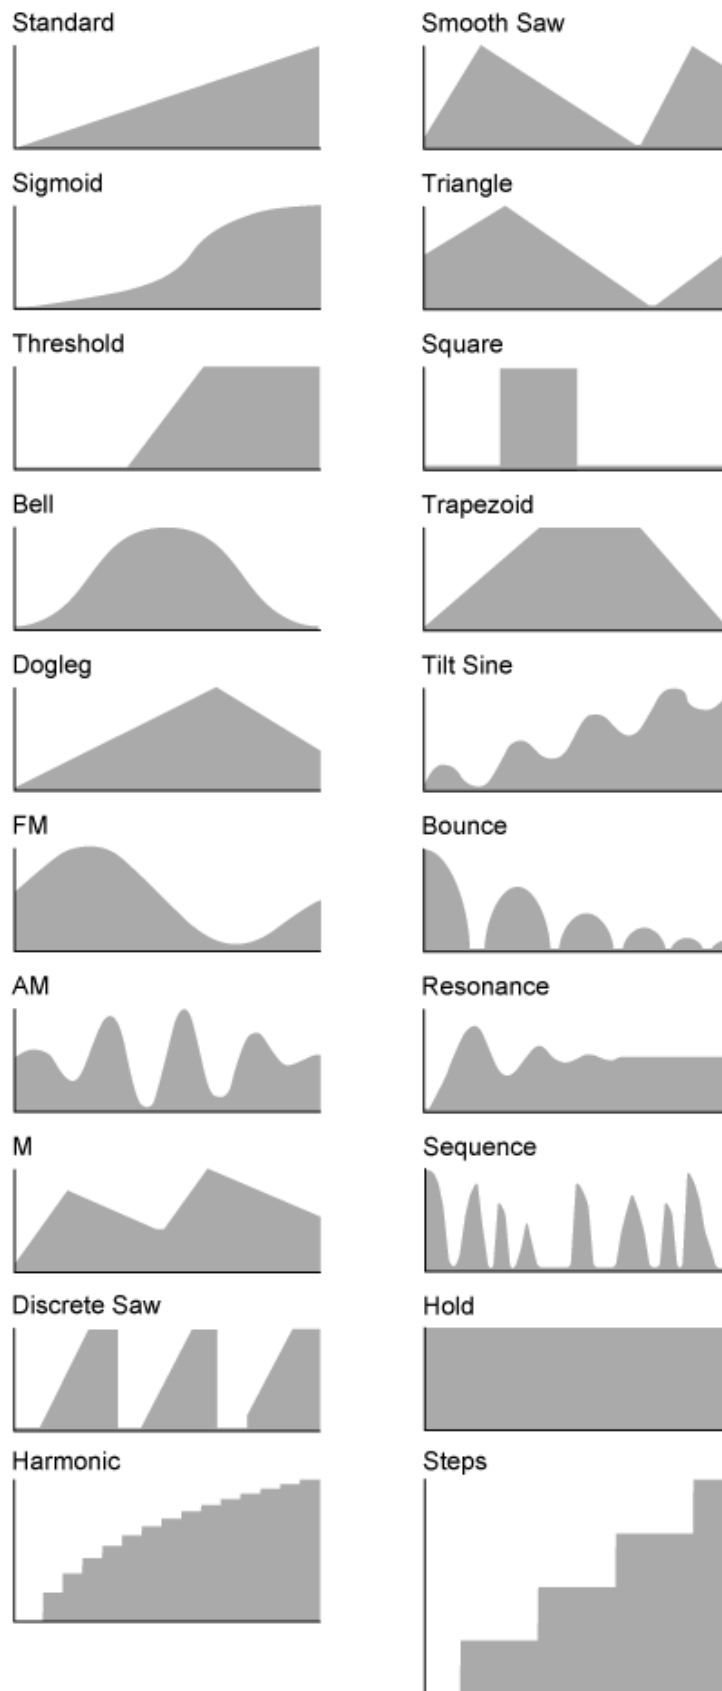 Standard
Smooth Saw
Sigmoid
Triangle
Threshold
Square
Bell
Trapezoid
Dogleg
Tilt Sine
FM
Bounce
AM
Resonance
M
Sequence
Discrete Saw
Hold
Harmonic
Steps